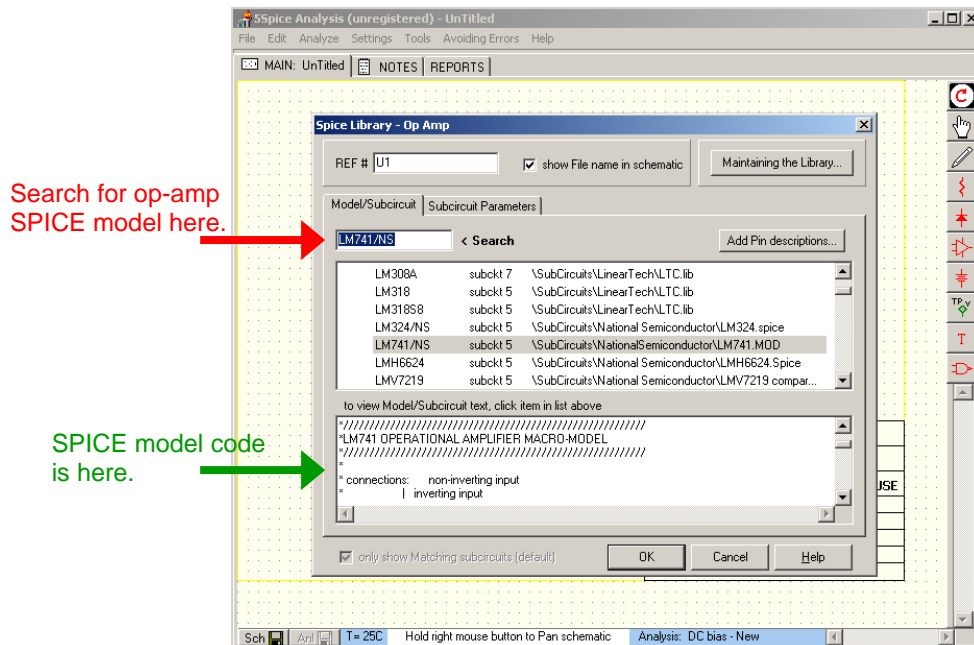 5Spice Analysis (unregistered) - UnTitled
File Edit Analyze Settings Tools Avoiding Errors Help
MAIN: UnTitled NOTES REPORTS
Spice Library - Op Amp
REF # U1 show File name in schematic Maintaining the Library...
Search for op-amp
SPICE model here.
Model/Subcircuit Subcircuit Parameters
LM741/NS < Search Add Pin descriptions...
LM308A subckt 7 \SubCircuits\LinearTech\LTC.lib
LM318 subckt 5 \SubCircuits\LinearTech\LTC.lib
LM318S8 subckt 5 \SubCircuits\LinearTech\LTC.lib
LM324/NS subckt 5 \SubCircuits\National Semiconductor\LM324.spice
LM741/NS subckt 5 \SubCircuits\NationalSemiconductor\LM741.MOD
LMH6624 subckt 5 \SubCircuits\National Semiconductor\LMH6624.Spice
LMV7219 subckt 5 \SubCircuits\National Semiconductor\LMV7219 compar...
to view Model/Subcircuit text, click item in list above
SPICE model code
is here.
*//////////////////////////////////////////////////////////
*LM741 OPERATIONAL AMPLIFIER MACRO-MODEL
*//////////////////////////////////////////////////////////
*
* connections: non-inverting input
* | inverting input
USE
only show Matching subcircuits (default) OK Cancel Help
TP V
T
Sch Anl T= 25C Hold right mouse button to Pan schematic Analysis: DC bias - New